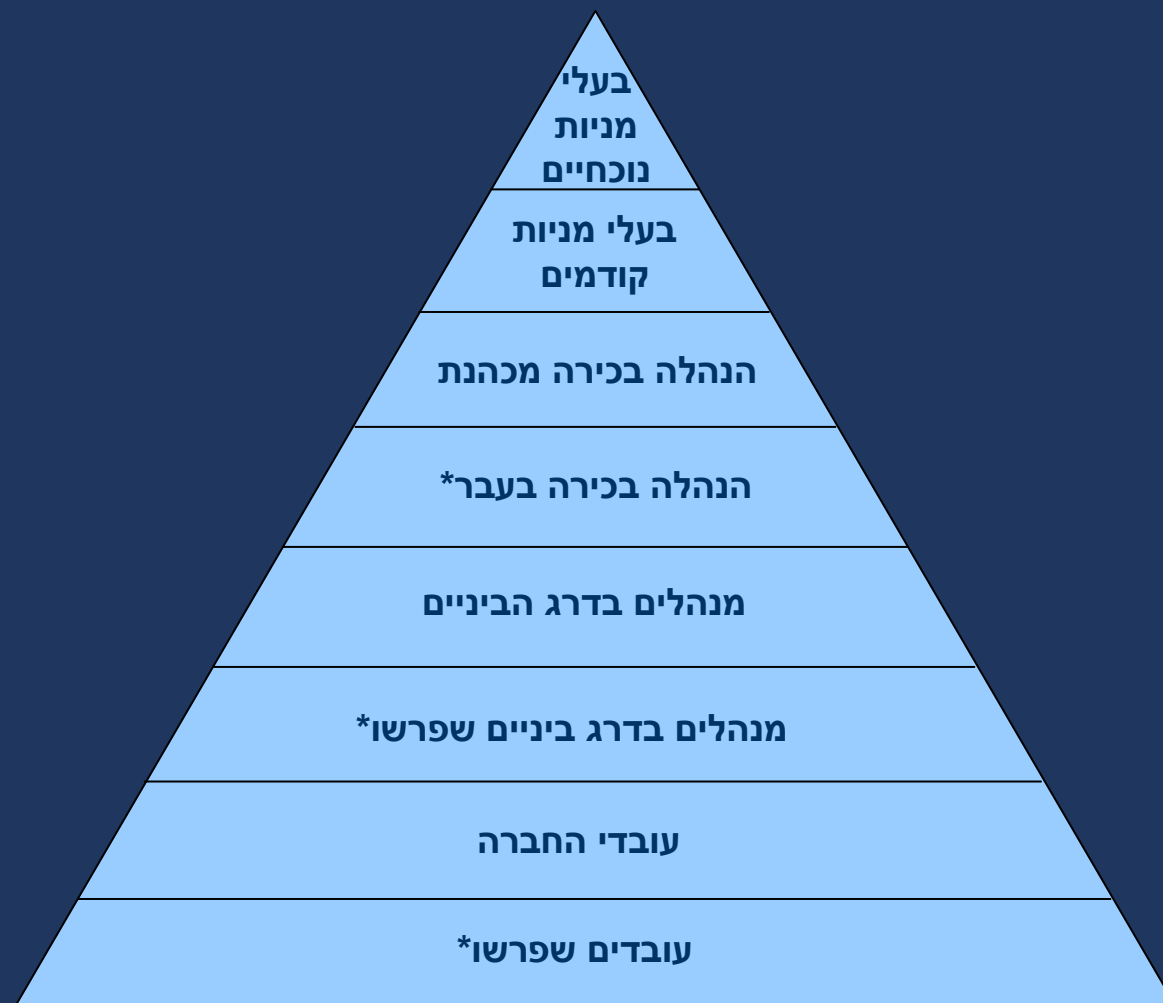 בעלי
מניות
נוכחיים
בעלי מניות
קודמים
הנהלה בכירה מכהנת
הנהלה בכירה בעבר*
מנהלים בדרג הביניים
מנהלים בדרג ביניים שפרשו*
עובדי החברה
עובדים שפרשו*